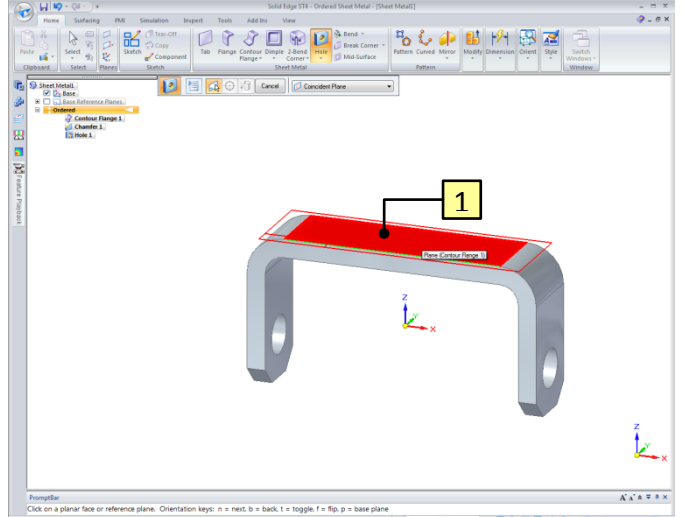 Solid Edge ST4 - Ordered Sheet Metal - [Sheet Metal1]
Home Surfacing PMI Simulation Inspect Tools Add Ins View
Paste
Select
Sketch
Tear-Off
Copy
Component
Tab Flange Contour Flange Dimple 2-Bend Corner Hole
Bend
Break Corner
Mid-Surface
Pattern Curved Mirror
Modify Dimension Orient Style
Switch Windows
Clipboard Select Planes Sketch Sheet Metal Pattern Window
Cancel
Coincident Plane
Sheet Metal1
Base
Base Reference Planes
Ordered
Contour Flange 1
Chamfer 1
Hole 1
Feature Playback
1
Plane (Contour Flange 1)
Z
Y
X
Z
Y
X
PromptBar
Click on a planar face or reference plane. Orientation keys: n = next, b = back, t = toggle, f = flip, p = base plane